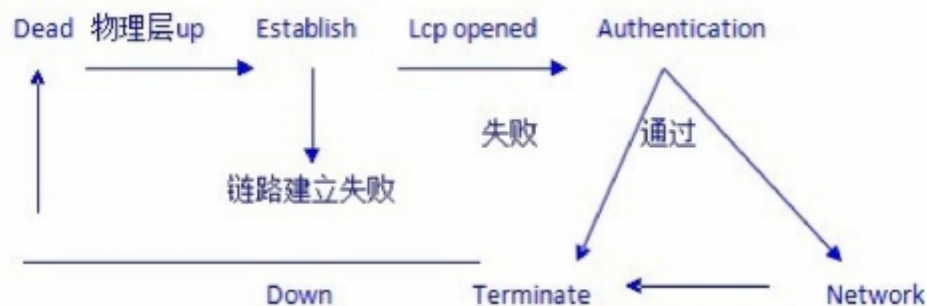 Dead 物理层up Establish Lcp opened Authentication
失败 通过
链路建立失败
Down Terminate Network